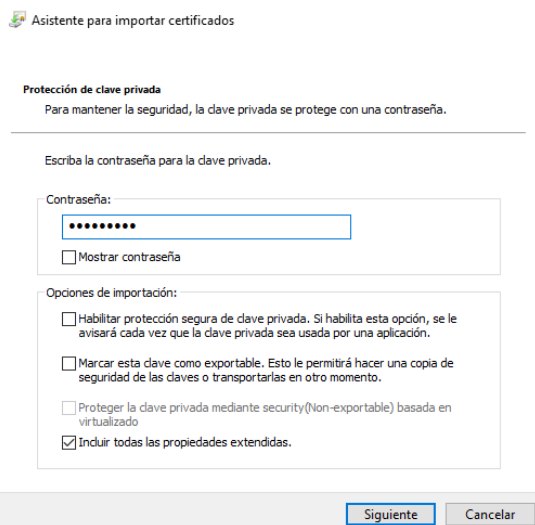 Asistente para importar certificados
Protección de clave privada
Para mantener la seguridad, la clave privada se protege con una contraseña.
Escriba la contraseña para la clave privada.
Contraseña:
•••••••••
Mostrar contraseña
Opciones de importación:
Habilitar protección segura de clave privada. Si habilita esta opción, se le
avisará cada vez que la clave privada sea usada por una aplicación.
Marcar esta clave como exportable. Esto le permitirá hacer una copia de
seguridad de las claves o transportarlas en otro momento.
Proteger la clave privada mediante security(Non-exportable) basada en
virtualizado
Incluir todas las propiedades extendidas.
Siguiente
Cancelar